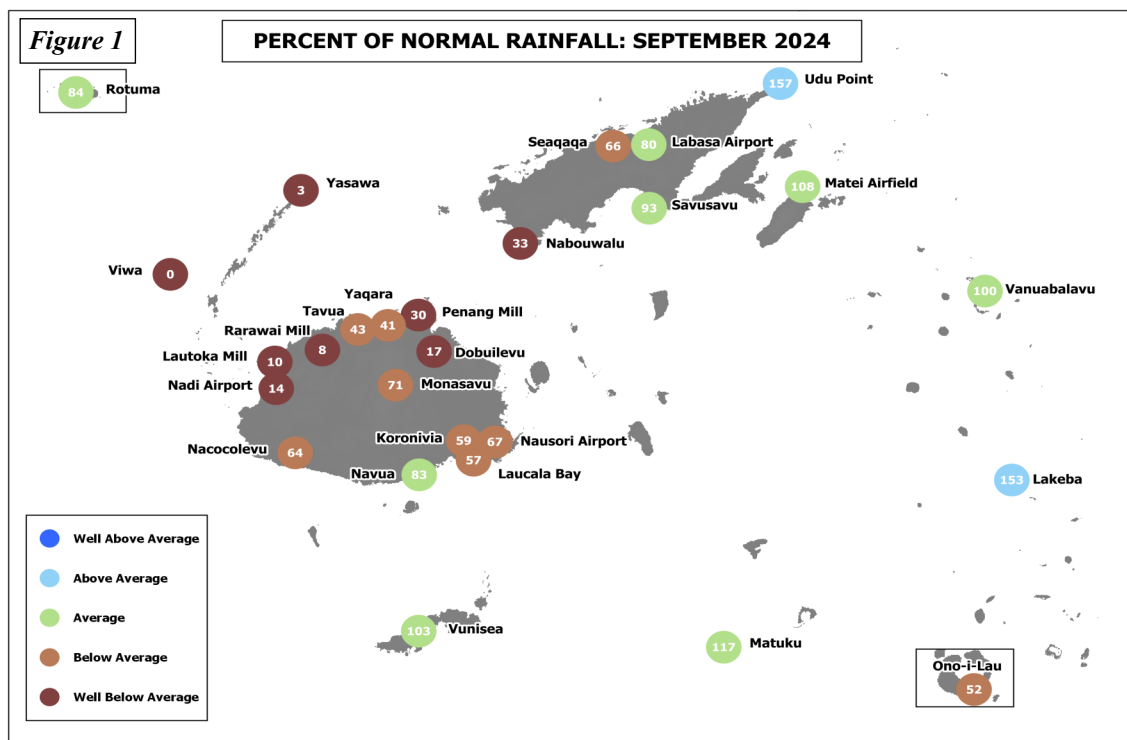 Figure 1
PERCENT OF NORMAL RAINFALL: SEPTEMBER 2024
84 Rotuma
157 Udu Point
Seaqaqa 66
80 Labasa Airport
3 Yasawa
108 Matei Airfield
93 Savusavu
33 Nabouwalu
Viwa 0
100 Vanuabalavu
Yaqara 41
Tavua 43
30 Penang Mill
Rarawai Mill 8
17 Dobuilevu
Lautoka Mill 10
Nadi Airport 14
71 Monasavu
Koronivia 59
67 Nausori Airport
Nacocolevu 64
57 Laucala Bay
Navua 83
153 Lakeba
Well Above Average
Above Average
Average
Below Average
Well Below Average
103 Vunisea
117 Matuku
Ono-i-Lau
52